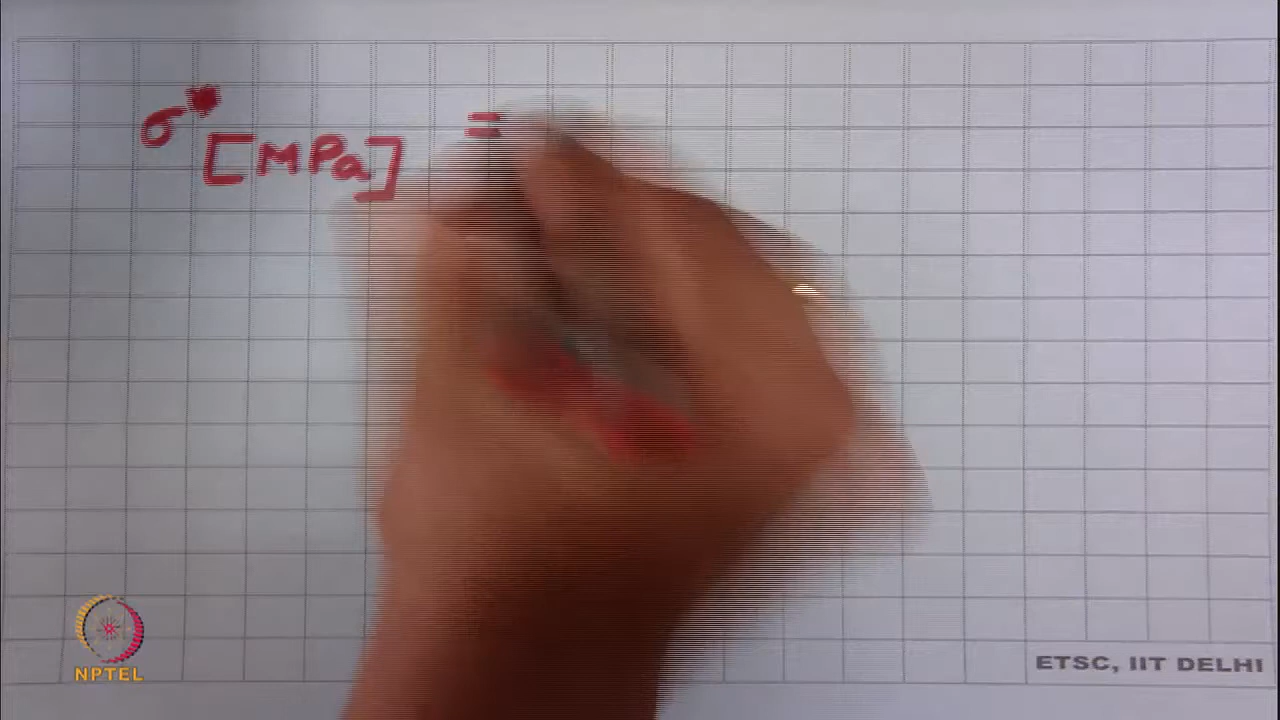 σ* [MPa] =
NPTEL
ETSC, IIT DELHI